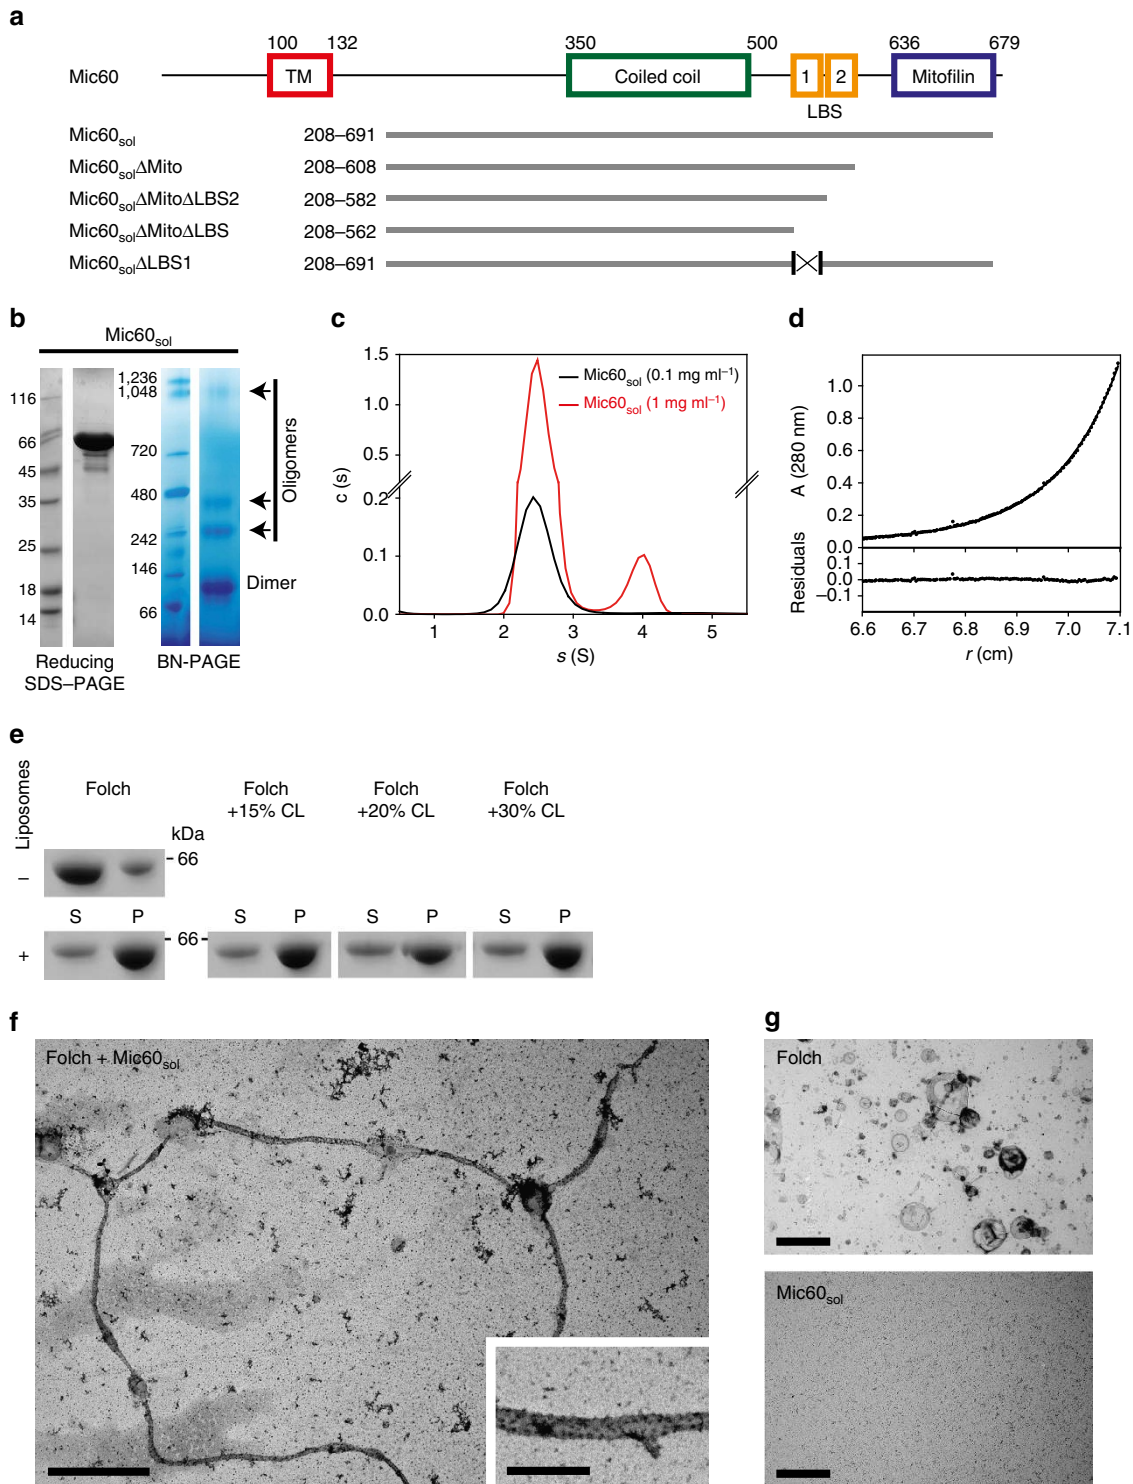 a
100 132 350 500 636 679
Mic60 TM Coiled coil 1 2 Mitofilin
LBS
Mic60sol 208–691
Mic60solΔMito 208–608
Mic60solΔMitoΔLBS2 208–582
Mic60solΔMitoΔLBS 208–562
Mic60solΔLBS1 208–691
b
Mic60sol
116
66
45
35
25
18
14
Reducing
SDS–PAGE
1,236
1,048
720
480
242
146
66
BN-PAGE
Oligomers
Dimer
c
1.5
1.0
0.5
0.2
0.1
0.0
c (s)
Mic60sol (0.1 mg ml–1)
Mic60sol (1 mg ml–1)
1 2 3 4 5
s (S)
d
1.0
0.8
0.6
0.4
0.2
0.0
A (280 nm)
0.1
0.0
–0.1
Residuals
6.6 6.7 6.8 6.9 7.0 7.1
r (cm)
e
Liposomes
Folch
Folch
+15% CL
Folch
+20% CL
Folch
+30% CL
kDa
66
–
S P S P S P S P
66
+
f
Folch + Mic60sol
g
Folch
Mic60sol